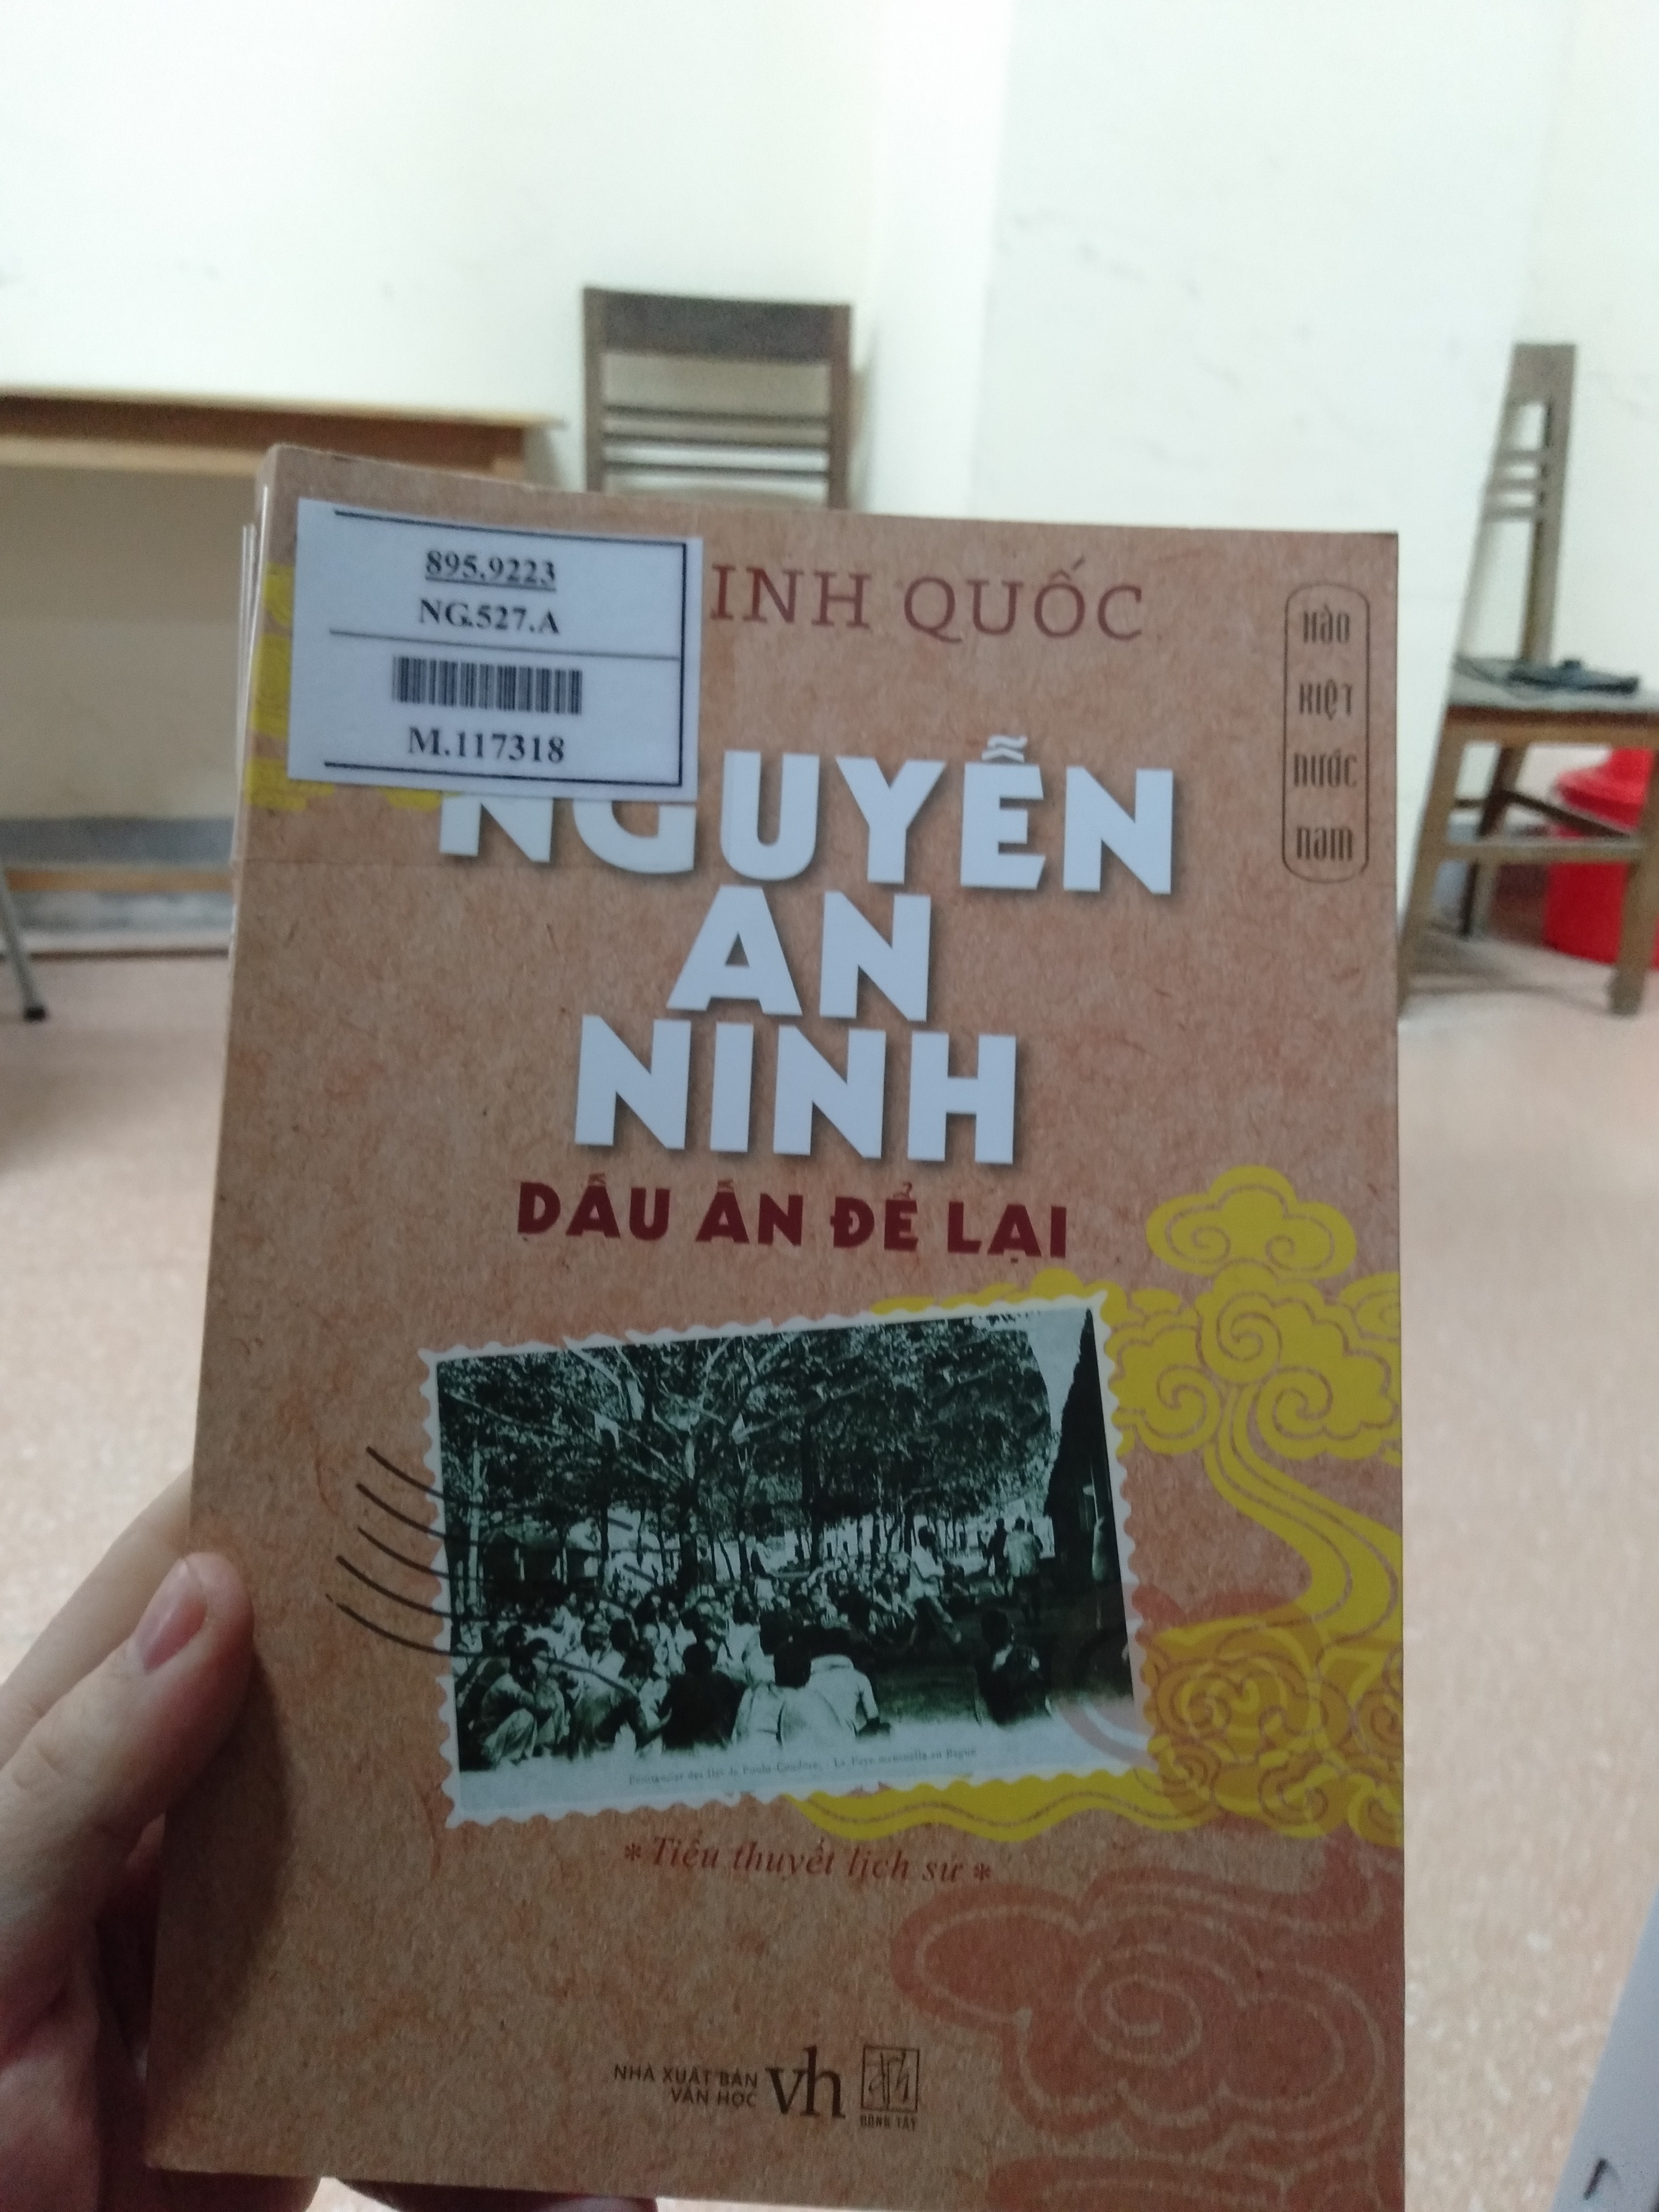 895.9223
NG.527.A
M.117318
INH QUỐC
Hào
Kiệt
nước
nam
NGUYỄN
AN
NINH
DẤU ẤN ĐỂ LẠI
* Tiểu thuyết lịch sử *
NHÀ XUẤT BẢN
VĂN HỌC
vh
ĐÔNG TÂY